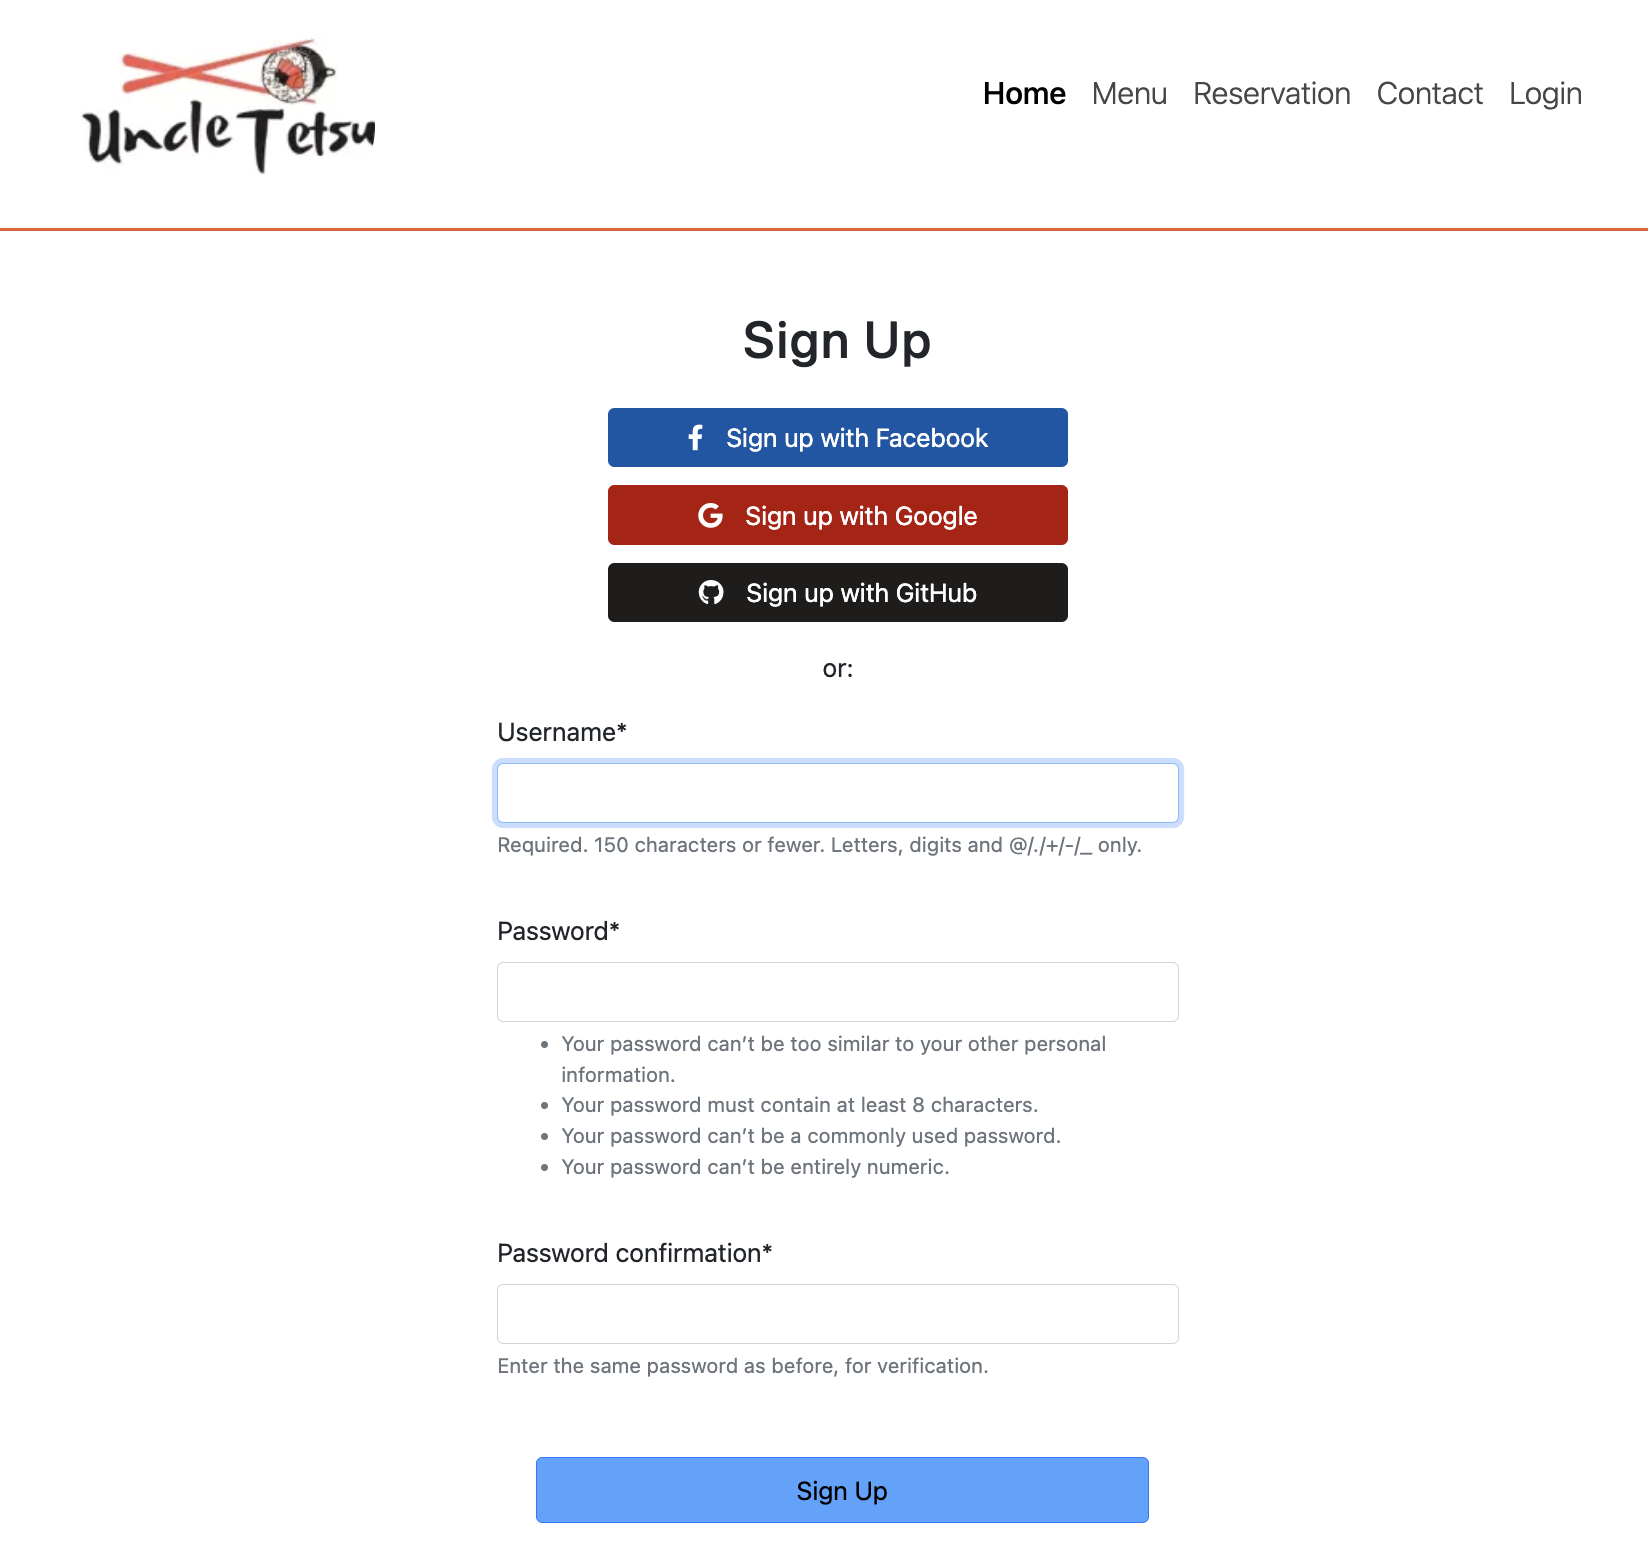 Uncle Tetsu
Home Menu Reservation Contact Login
Sign Up
Sign up with Facebook
Sign up with Google
Sign up with GitHub
or:
Username*
Required. 150 characters or fewer. Letters, digits and @/./+/-/_ only.
Password*
Your password can’t be too similar to your other personal
information.
Your password must contain at least 8 characters.
Your password can’t be a commonly used password.
Your password can’t be entirely numeric.
Password confirmation*
Enter the same password as before, for verification.
Sign Up